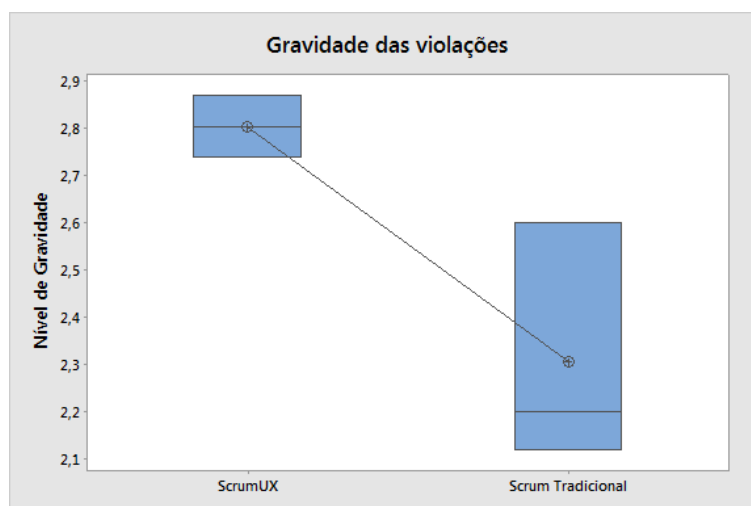 Gravidade das violações
Nível de Gravidade
2,9
2,8
2,7
2,6
2,5
2,4
2,3
2,2
2,1
ScrumUX
Scrum Tradicional